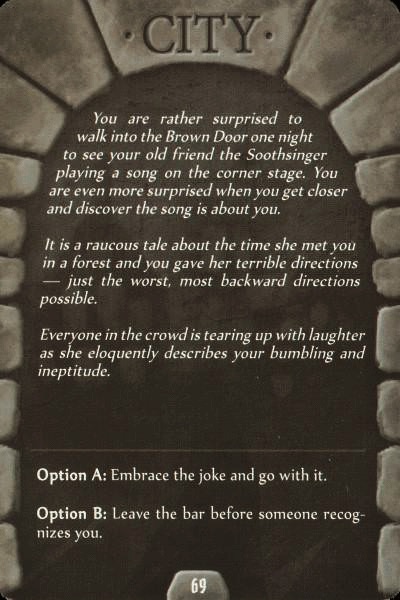 · CITY ·
You are rather surprised to
walk into the Brown Door one night
to see your old friend the Soothsinger
playing a song on the corner stage. You
are even more surprised when you get closer
and discover the song is about you.
It is a raucous tale about the time she met you
in a forest and you gave her terrible directions
— just the worst, most backward directions
possible.
Everyone in the crowd is tearing up with laughter
as she eloquently describes your bumbling and
ineptitude.
Option A: Embrace the joke and go with it.
Option B: Leave the bar before someone recog-
nizes you.
69